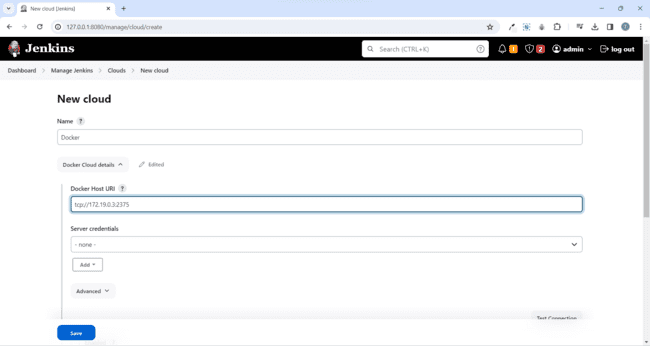 New cloud [Jenkins]
127.0.0.1:8080/manage/cloud/create
Jenkins
Search (CTRL+K)
?
1
2
admin
log out
Dashboard > Manage Jenkins > Clouds > New cloud
New cloud
Name ?
Docker
Docker Cloud details
Edited
Docker Host URI ?
tcp://172.19.0.3:2375
Server credentials
- none -
Add
Advanced
Test Connection
Save